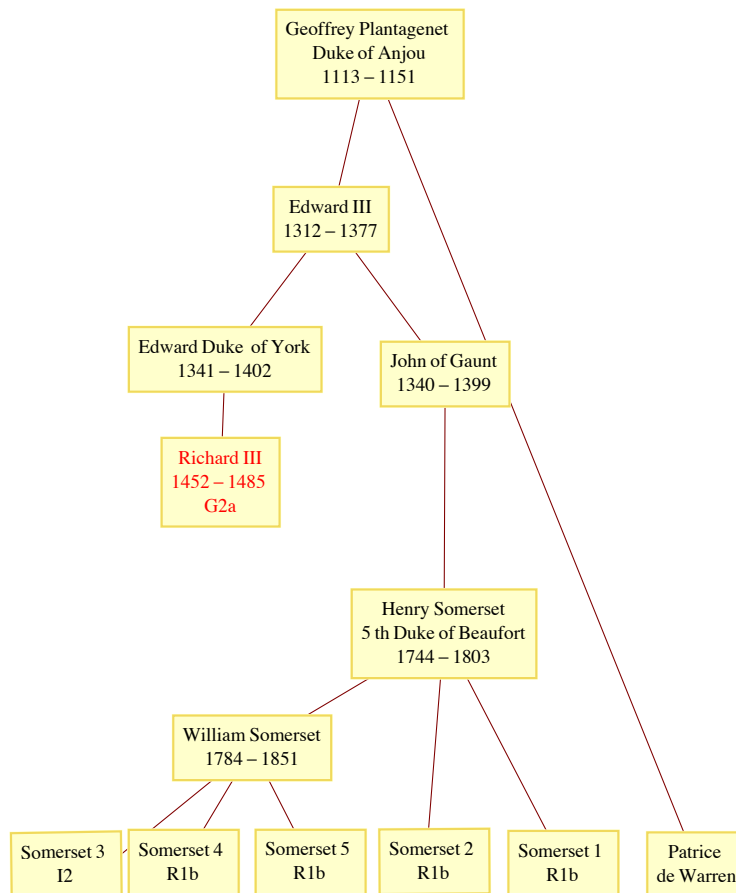 Geoffrey Plantagenet
Duke of Anjou
1113 – 1151
Edward III
1312 – 1377
Edward Duke of York
1341 – 1402
John of Gaunt
1340 – 1399
Richard III
1452 – 1485
G2a
Henry Somerset
5 th Duke of Beaufort
1744 – 1803
William Somerset
1784 – 1851
Somerset 3
I2
Somerset 4
R1b
Somerset 5
R1b
Somerset 2
R1b
Somerset 1
R1b
Patrice
de Warren